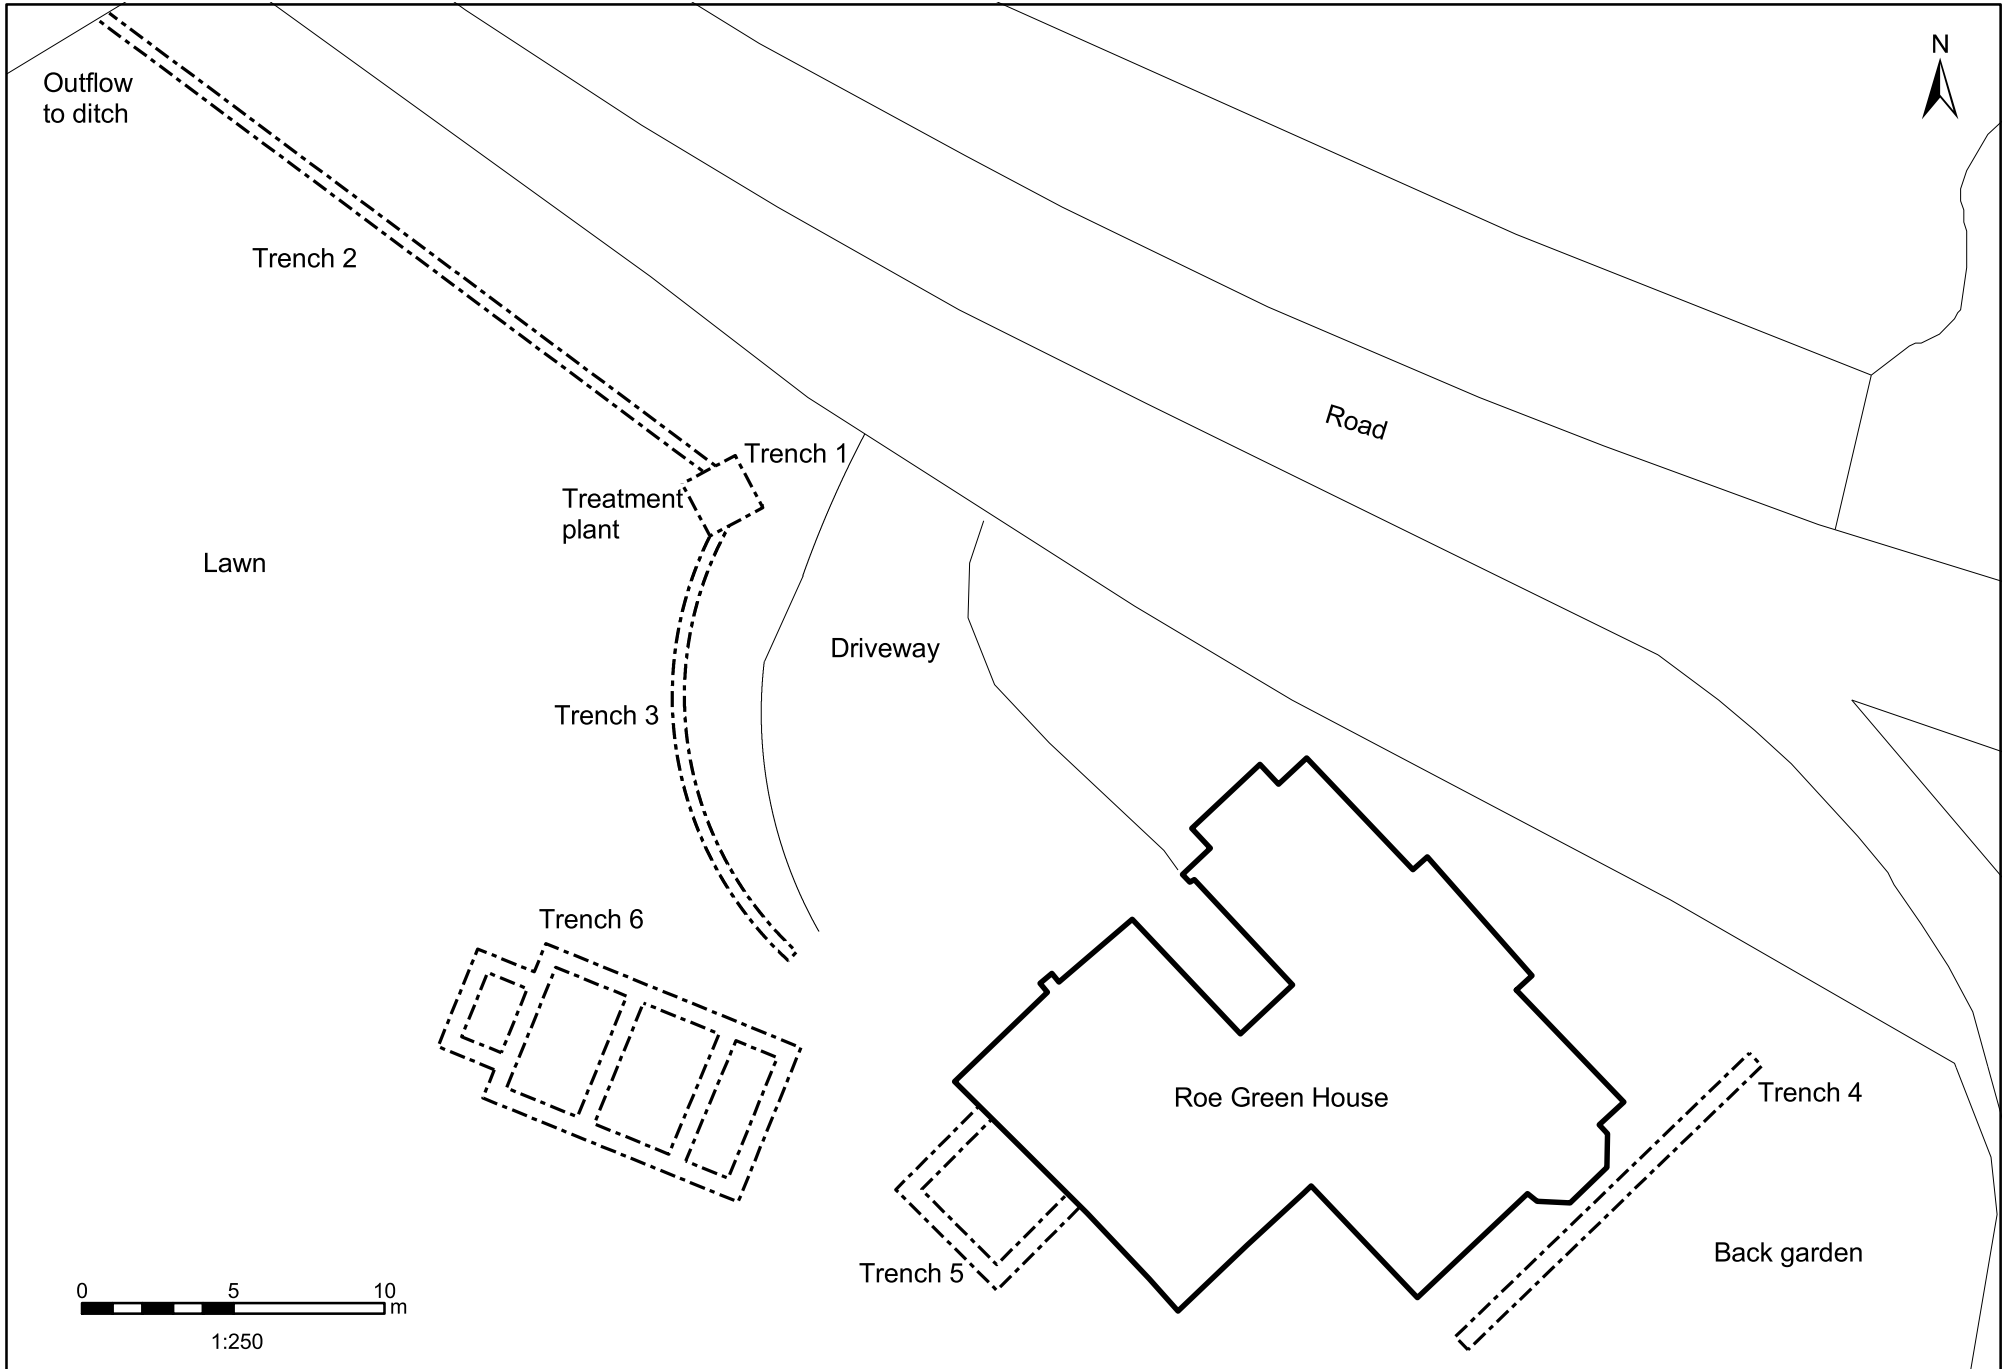 N
Outflow
to ditch
Trench 2
Road
Trench 1
Treatment
plant
Lawn
Driveway
Trench 3
Trench 6
Roe Green House
Trench 4
Back garden
Trench 5
0 5 10
m
1:250